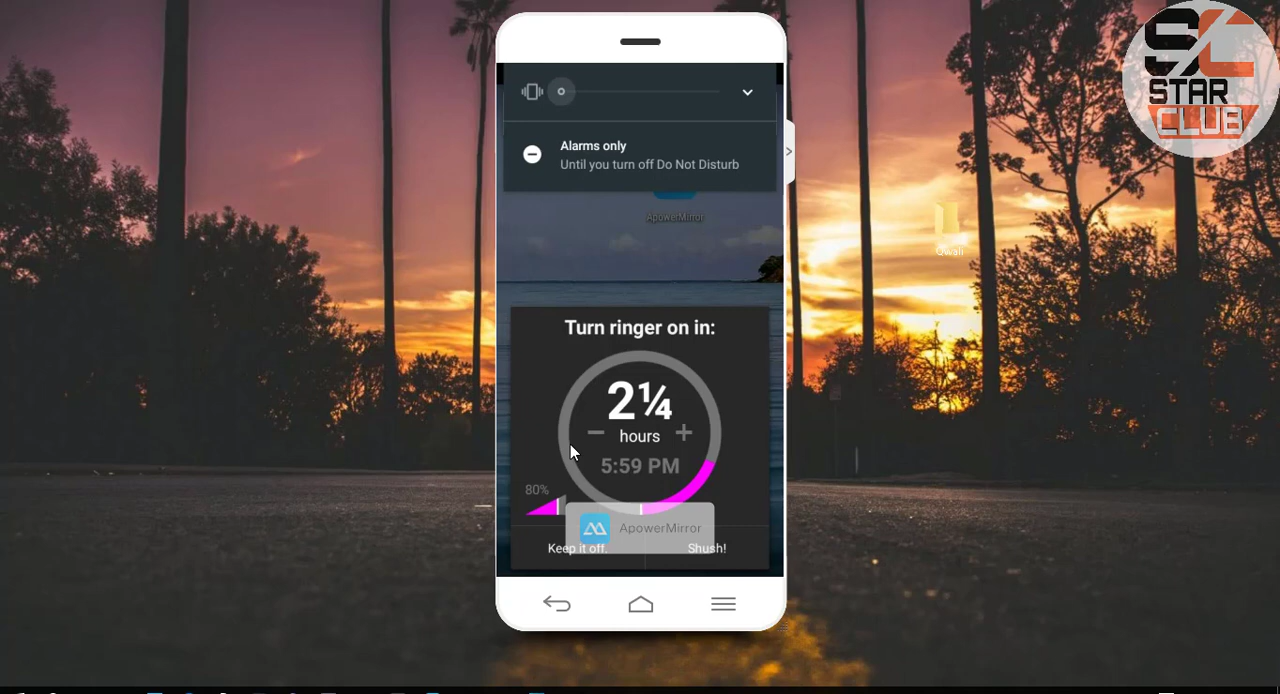 SC
STAR
CLUB
Alarms only
Until you turn off Do Not Disturb
ApowerMirror
Qwali
Turn ringer on in:
2¼
hours
5:59 PM
80%
ApowerMirror
Keep it off.
Shush!